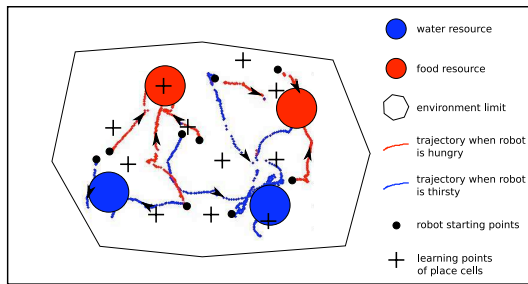 water resource
food resource
environment limit
trajectory when robot
is hungry
trajectory when robot
is thirsty
robot starting points
learning points
of place cells